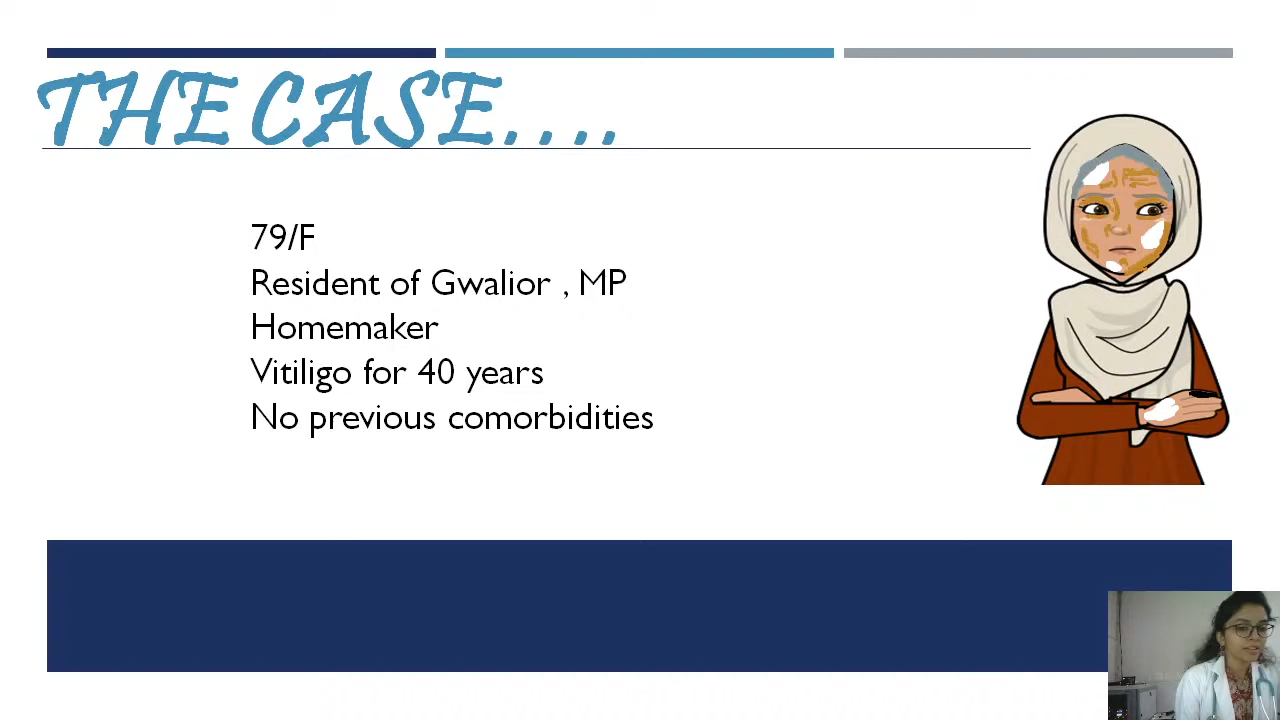 THE CASE....
79/F
Resident of Gwalior , MP
Homemaker
Vitiligo for 40 years
No previous comorbidities